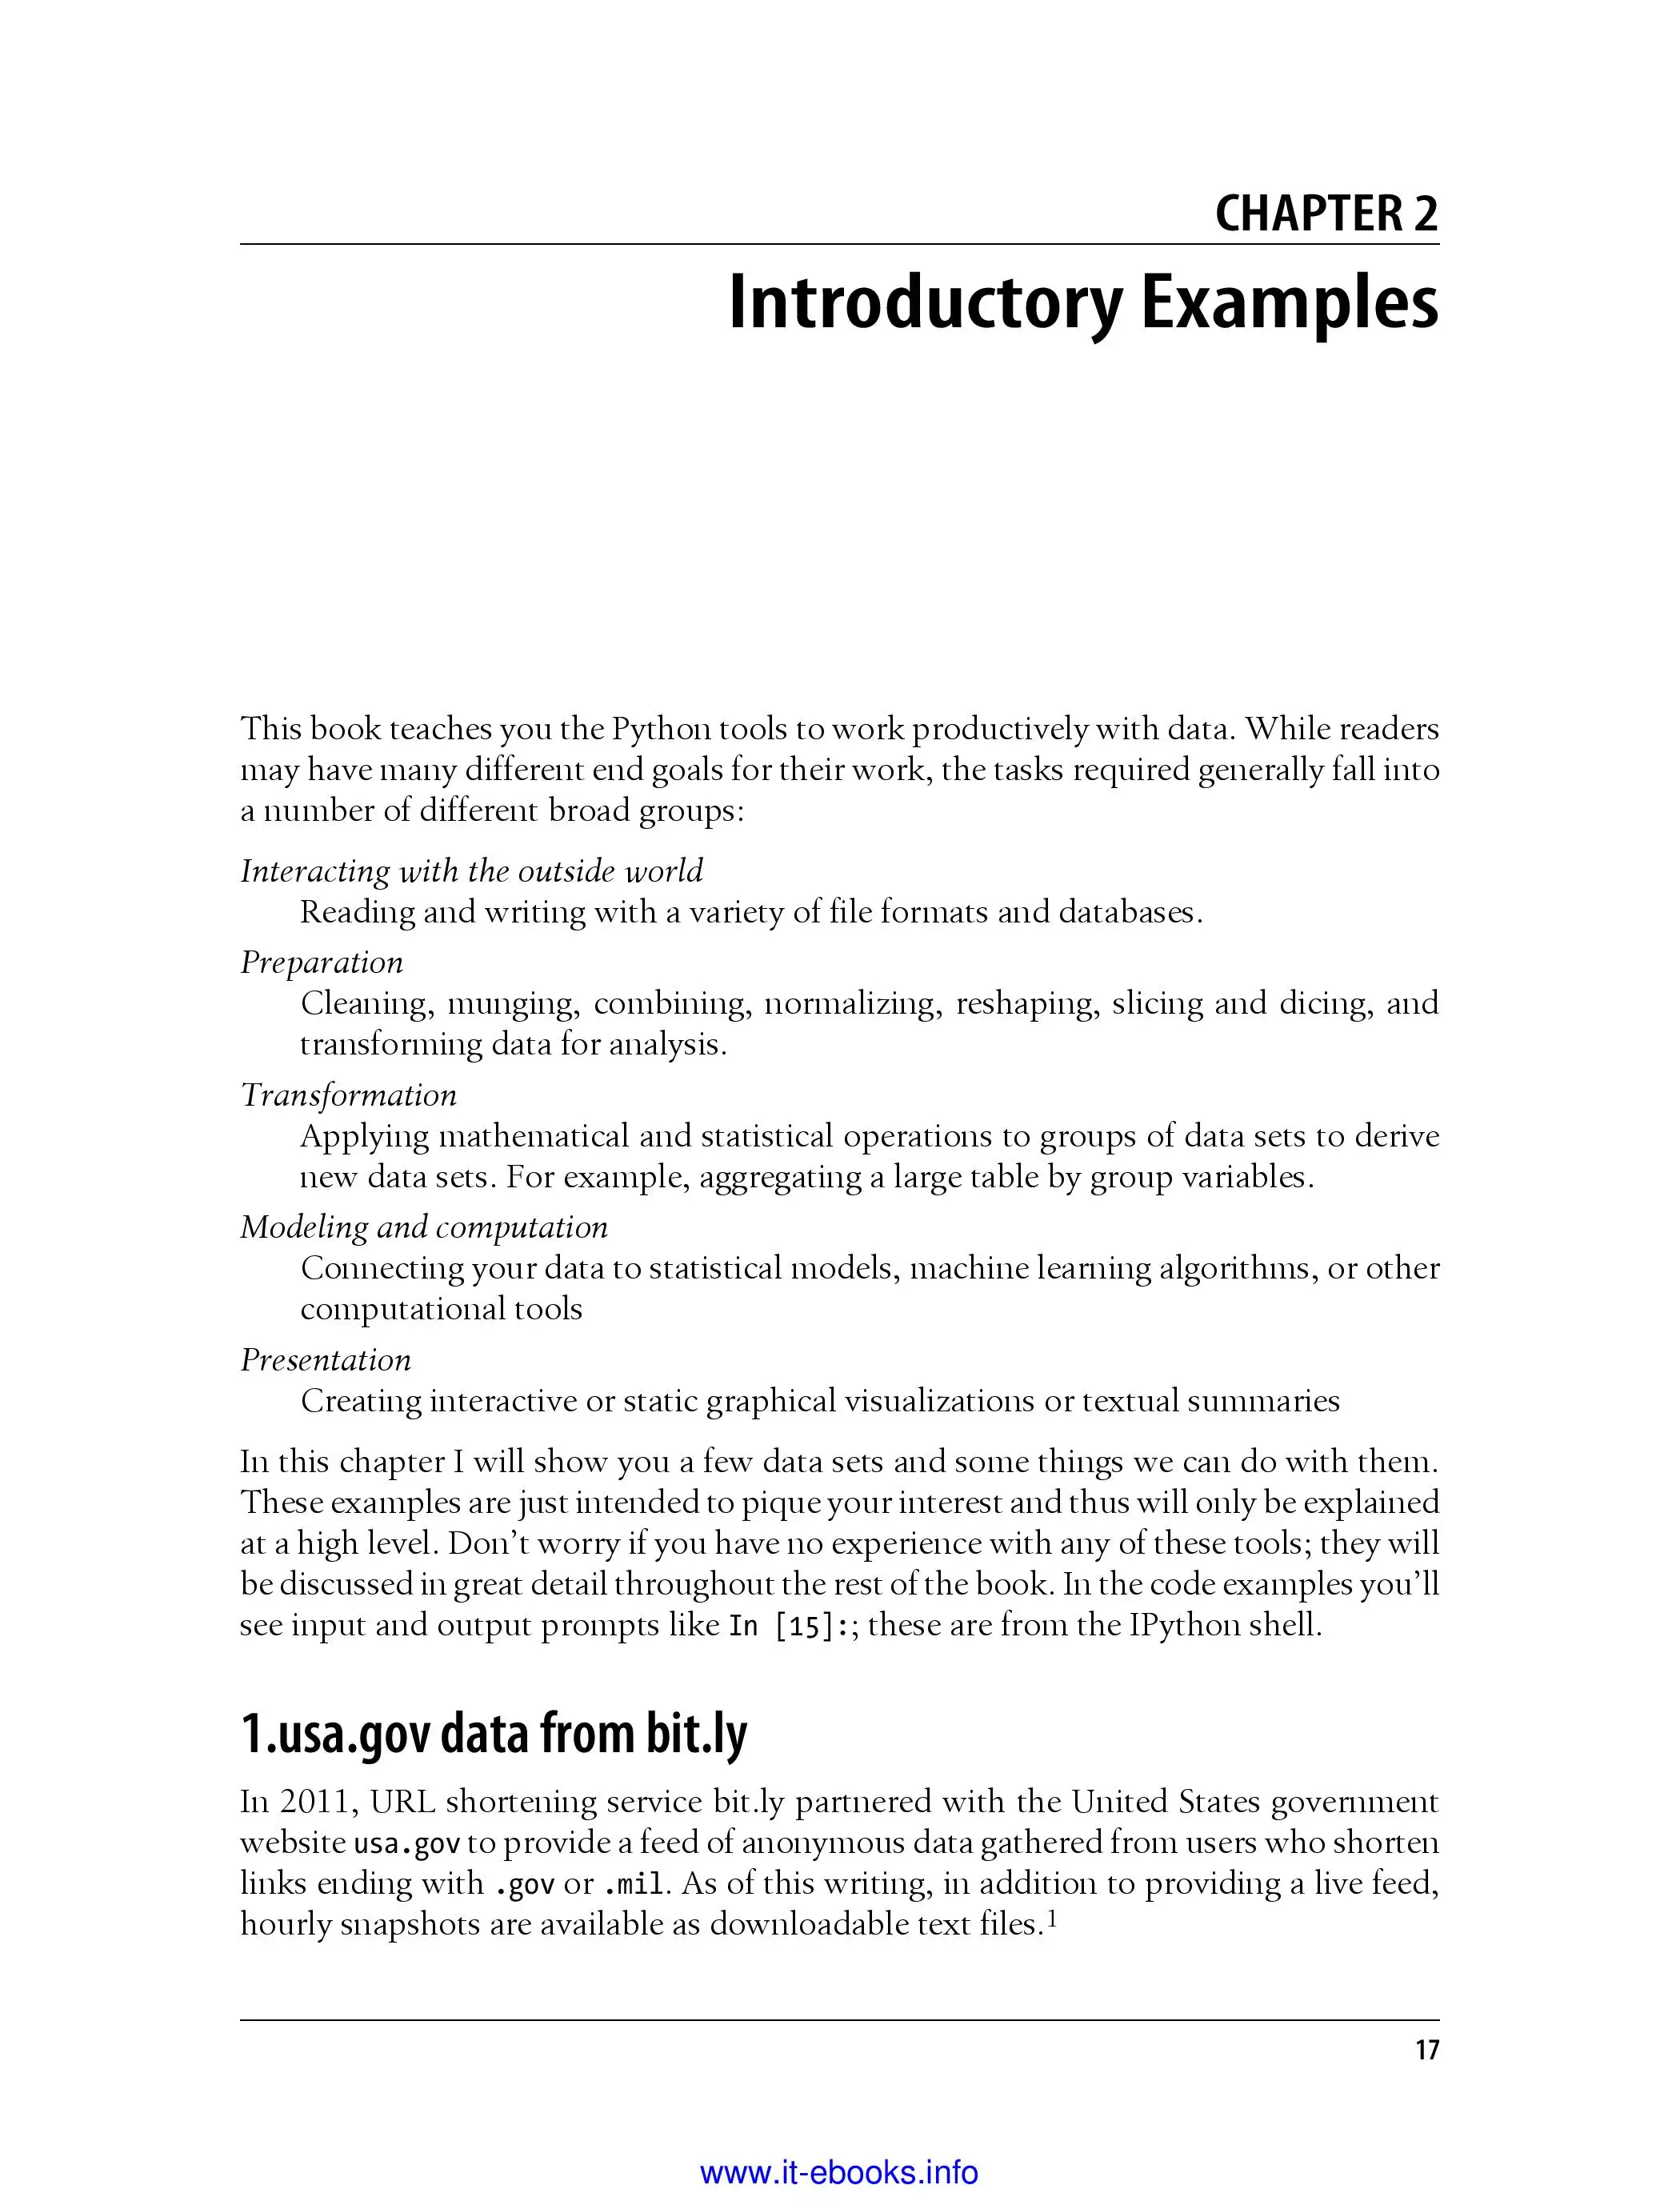 CHAPTER 2
Introductory Examples
This book teaches you the Python tools to work productively with data. While readers
may have many different end goals for their work, the tasks required generally fall into
a number of different broad groups:
Interacting with the outside world
Reading and writing with a variety of file formats and databases.
Preparation
Cleaning, munging, combining, normalizing, reshaping, slicing and dicing, and
transforming data for analysis.
Transformation
Applying mathematical and statistical operations to groups of data sets to derive
new data sets. For example, aggregating a large table by group variables.
Modeling and computation
Connecting your data to statistical models, machine learning algorithms, or other
computational tools
Presentation
Creating interactive or static graphical visualizations or textual summaries
In this chapter I will show you a few data sets and some things we can do with them.
These examples are just intended to pique your interest and thus will only be explained
at a high level. Don’t worry if you have no experience with any of these tools; they will
be discussed in great detail throughout the rest of the book. In the code examples you’ll
see input and output prompts like In [15]:; these are from the IPython shell.
1.usa.gov data from bit.ly
In 2011, URL shortening service bit.ly partnered with the United States government
website usa.gov to provide a feed of anonymous data gathered from users who shorten
links ending with .gov or .mil. As of this writing, in addition to providing a live feed,
hourly snapshots are available as downloadable text files.1
17
www.it-ebooks.info